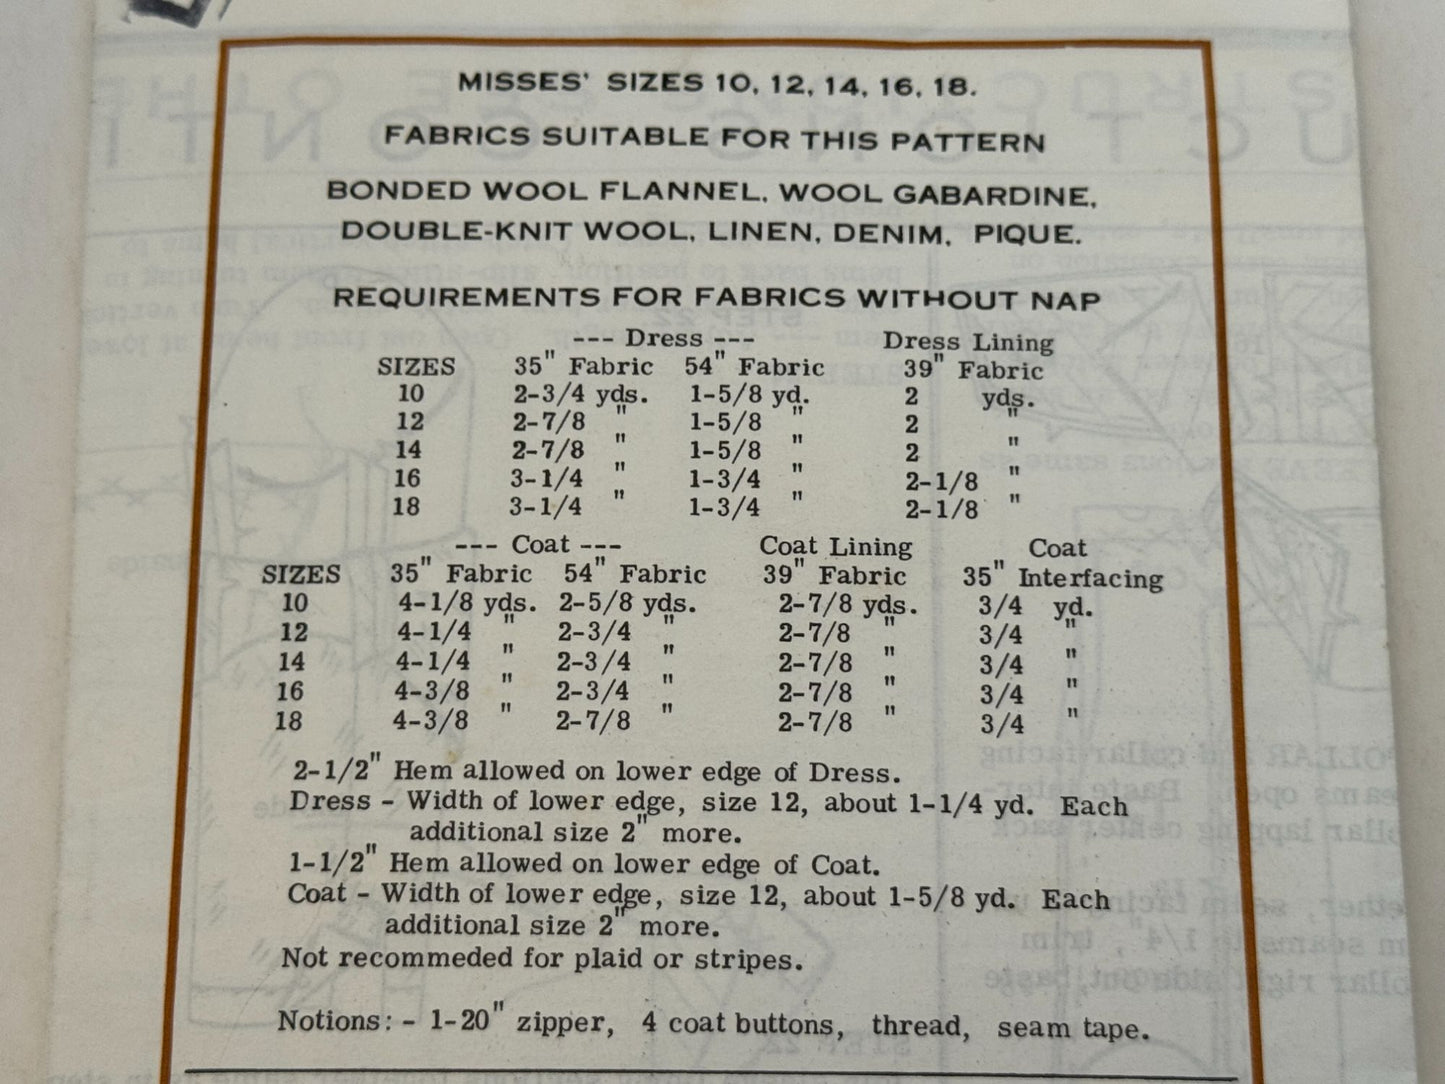 MISSES' SIZES 10, 12, 14, 16, 18.
FABRICS SUITABLE FOR THIS PATTERN
BONDED WOOL FLANNEL, WOOL GABARDINE,
DOUBLE-KNIT WOOL, LINEN, DENIM, PIQUE.
REQUIREMENTS FOR FABRICS WITHOUT NAP
--- Dress --- Dress Lining
SIZES 35" Fabric 54" Fabric 39" Fabric
10 2-3/4 yds. 1-5/8 yd. 2 yds.
12 2-7/8 " 1-5/8 " 2 "
14 2-7/8 " 1-5/8 " 2 "
16 3-1/4 " 1-3/4 " 2-1/8 "
18 3-1/4 " 1-3/4 " 2-1/8 "
--- Coat --- Coat Lining Coat
SIZES 35" Fabric 54" Fabric 39" Fabric 35" Interfacing
10 4-1/8 yds. 2-5/8 yds. 2-7/8 yds. 3/4 yd.
12 4-1/4 " 2-3/4 " 2-7/8 " 3/4 "
14 4-1/4 " 2-3/4 " 2-7/8 " 3/4 "
16 4-3/8 " 2-3/4 " 2-7/8 " 3/4 "
18 4-3/8 " 2-7/8 " 2-7/8 " 3/4 "
2-1/2" Hem allowed on lower edge of Dress.
Dress - Width of lower edge, size 12, about 1-1/4 yd. Each
additional size 2" more.
1-1/2" Hem allowed on lower edge of Coat.
Coat - Width of lower edge, size 12, about 1-5/8 yd. Each
additional size 2" more.
Not recommeded for plaid or stripes.
Notions: - 1-20" zipper, 4 coat buttons, thread, seam tape.